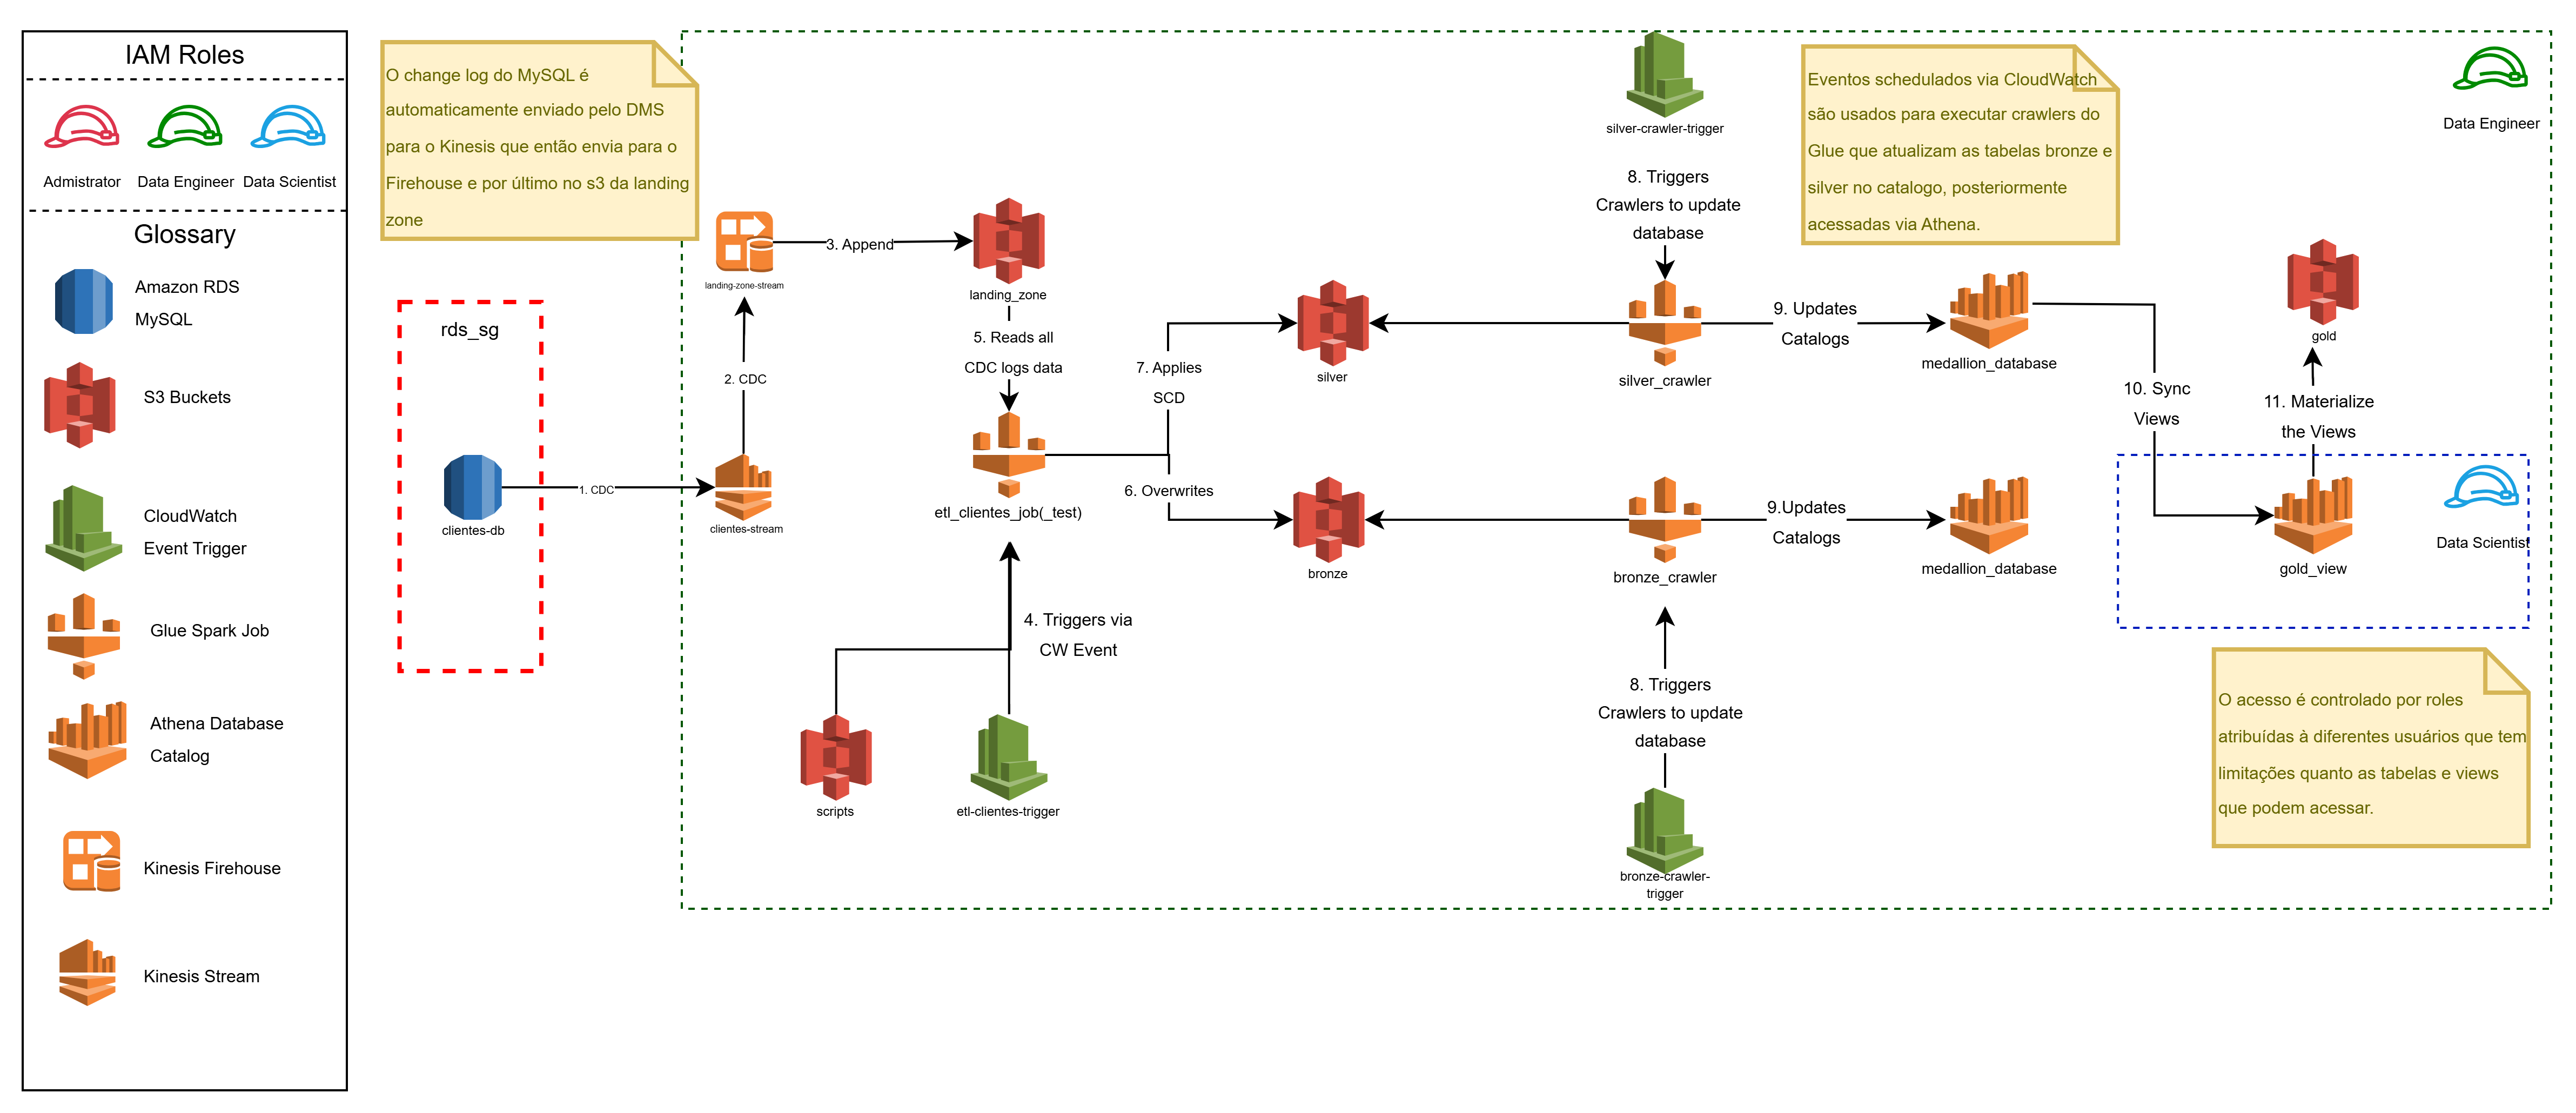 IAM Roles
Admistrator
Data Engineer
Data Scientist
Glossary
Amazon RDS
MySQL
S3 Buckets
CloudWatch
Event Trigger
Glue Spark Job
Athena Database
Catalog
Kinesis Firehouse
Kinesis Stream
O change log do MySQL é
automaticamente enviado pelo DMS
para o Kinesis que então envia para o
Firehouse e por último no s3 da landing
zone
rds_sg
clientes-db
1. CDC
clientes-stream
2. CDC
landing-zone-stream
3. Append
landing_zone
5. Reads all
CDC logs data
etl_clientes_job(_test)
4. Triggers via
CW Event
scripts
etl-clientes-trigger
7. Applies
SCD
6. Overwrites
silver
bronze
silver-crawler-trigger
8. Triggers
Crawlers to update
database
silver_crawler
bronze_crawler
8. Triggers
Crawlers to update
database
bronze-crawler-
trigger
Eventos schedulados via CloudWatch
são usados para executar crawlers do
Glue que atualizam as tabelas bronze e
silver no catalogo, posteriormente
acessadas via Athena.
9. Updates
Catalogs
medallion_database
9.Updates
Catalogs
medallion_database
10. Sync
Views
gold
11. Materialize
the Views
gold_view
Data Scientist
Data Engineer
O acesso é controlado por roles
atribuídas à diferentes usuários que tem
limitações quanto as tabelas e views
que podem acessar.